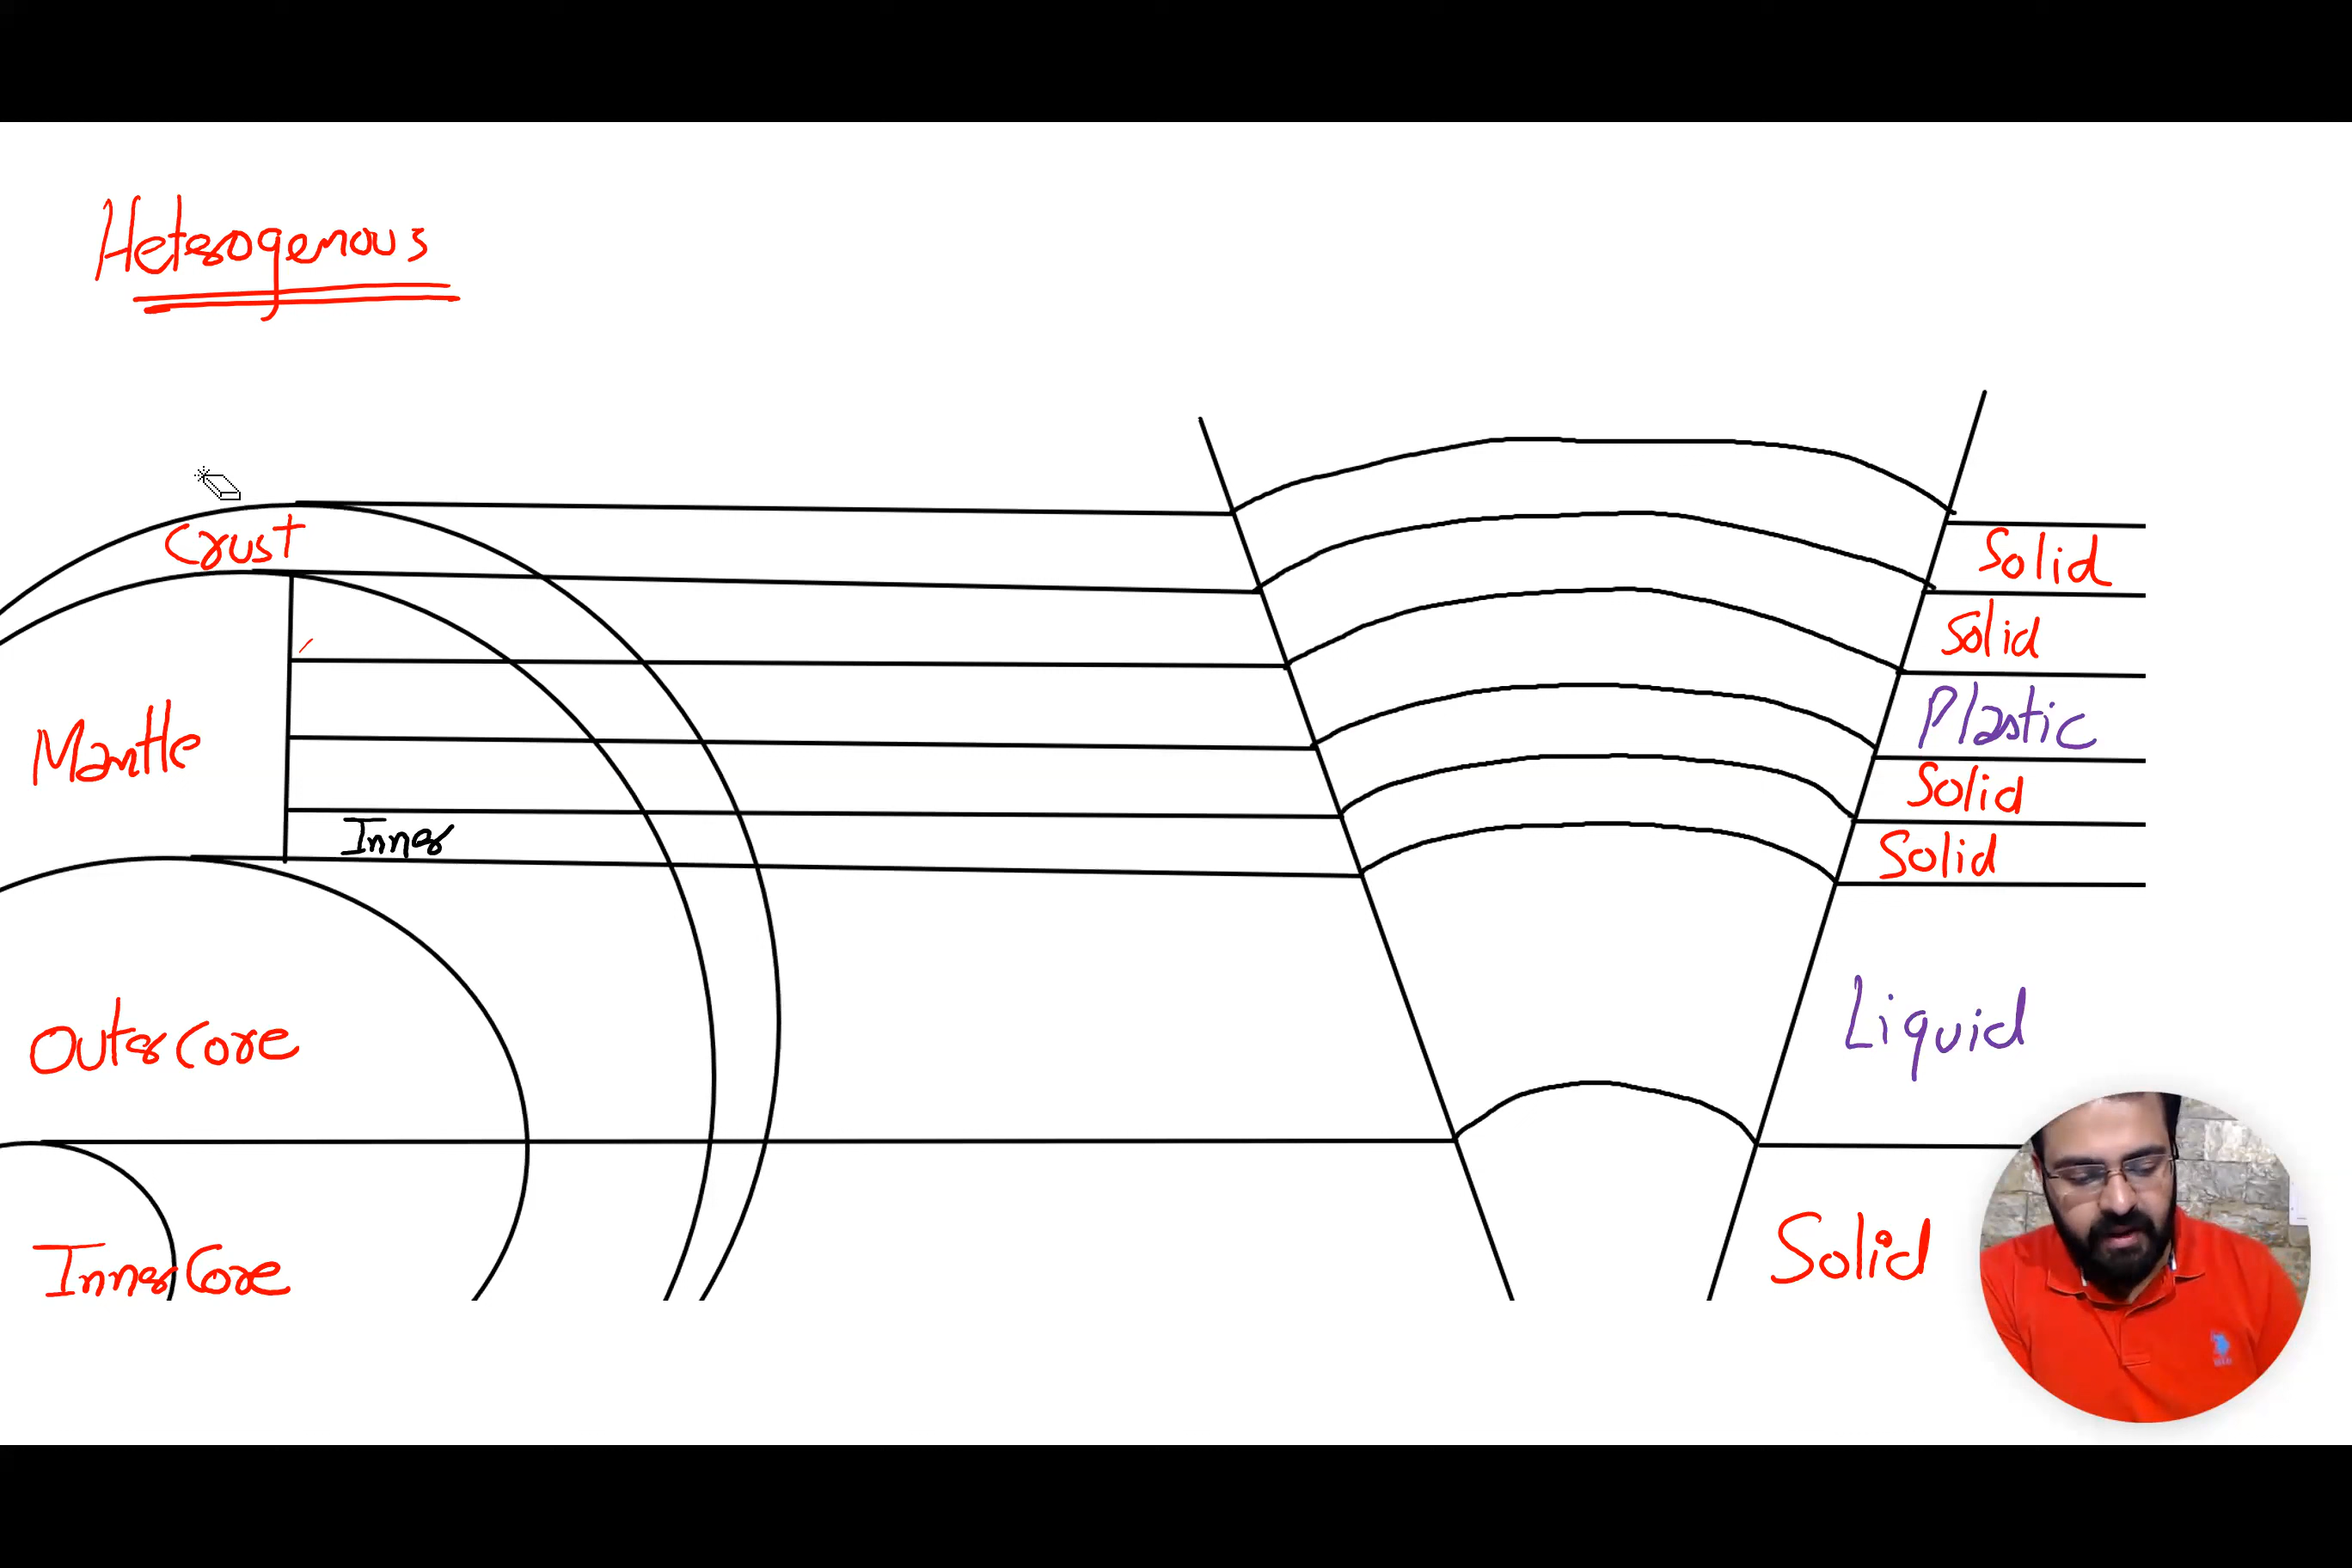 Heterogenous
Crust
Solid
Solid
Mantle
Plastic
Solid
Inner
Solid
Outer Core
Liquid
Inner Core
Solid